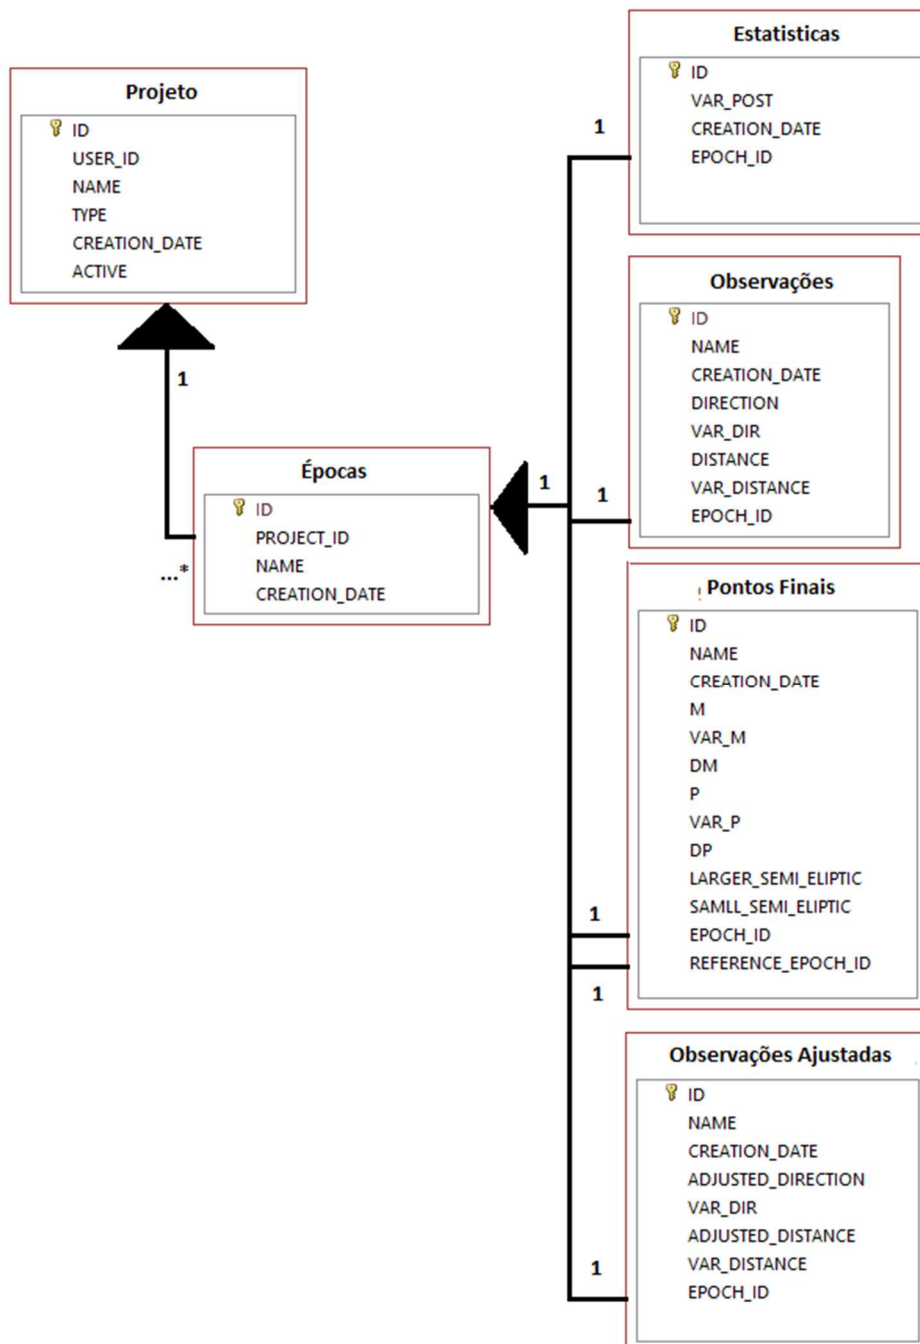 Projeto
ID
USER_ID
NAME
TYPE
CREATION_DATE
ACTIVE
1
...*
Épocas
ID
PROJECT_ID
NAME
CREATION_DATE
1
1
Estatisticas
ID
VAR_POST
CREATION_DATE
EPOCH_ID
1
Observações
ID
NAME
CREATION_DATE
DIRECTION
VAR_DIR
DISTANCE
VAR_DISTANCE
EPOCH_ID
Pontos Finais
ID
NAME
CREATION_DATE
M
VAR_M
DM
P
VAR_P
DP
LARGER_SEMI_ELIPTIC
SAMLL_SEMI_ELIPTIC
1
EPOCH_ID
REFERENCE_EPOCH_ID
1
Observações Ajustadas
ID
NAME
CREATION_DATE
ADJUSTED_DIRECTION
VAR_DIR
ADJUSTED_DISTANCE
VAR_DISTANCE
1
EPOCH_ID